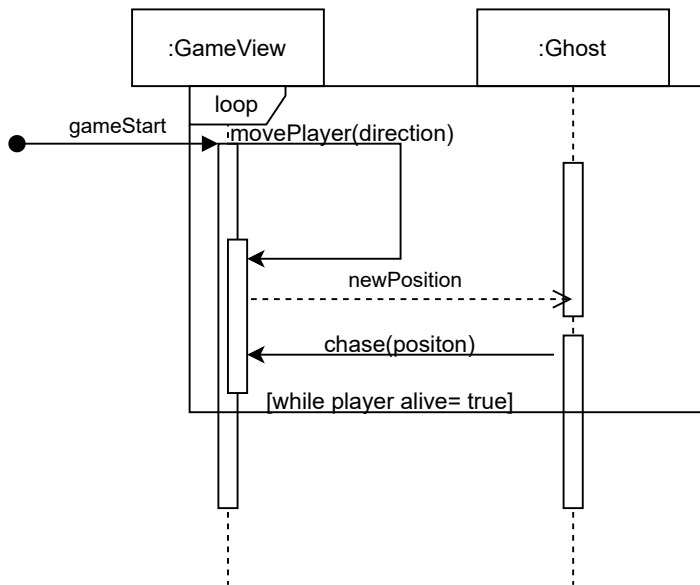 :GameView
:Ghost
loop
gameStart
movePlayer(direction)
newPosition
chase(positon)
[while player alive= true]